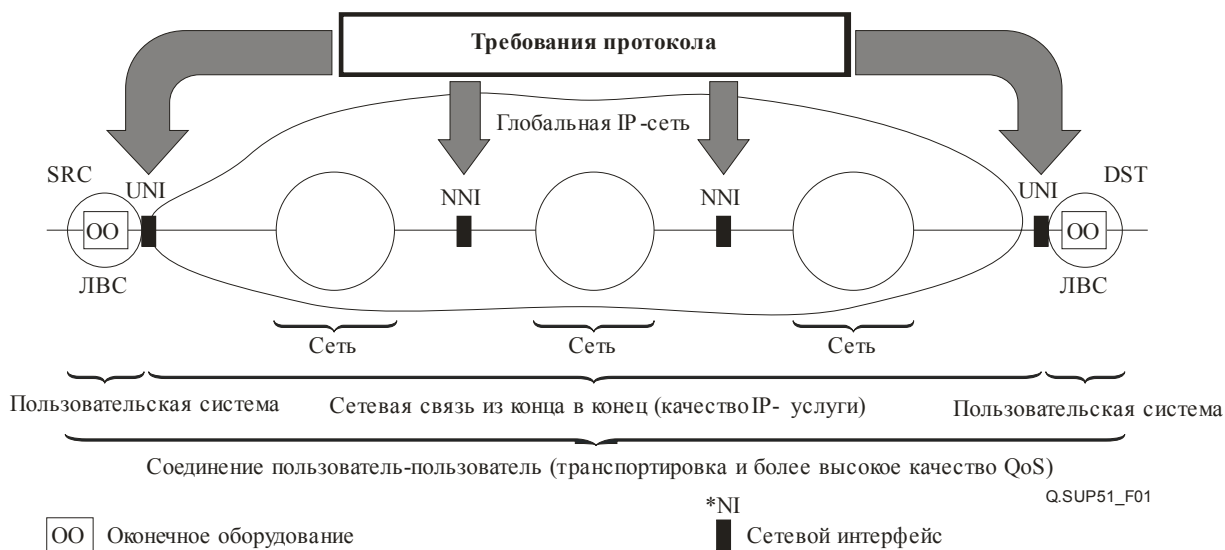 Требования протокола
Глобальная IP-сеть
SRC
UNI
NNI
NNI
UNI
DST
ОО
ОО
ЛВС
ЛВС
Сеть
Сеть
Сеть
Пользовательская система
Сетевая связь из конца в конец (качество IP- услуги)
Пользовательская система
Соединение пользователь-пользователь (транспортировка и более высокое качество QoS)
Q.SUP51_F01
*NI
ОО Оконечное оборудование
Сетевой интерфейс